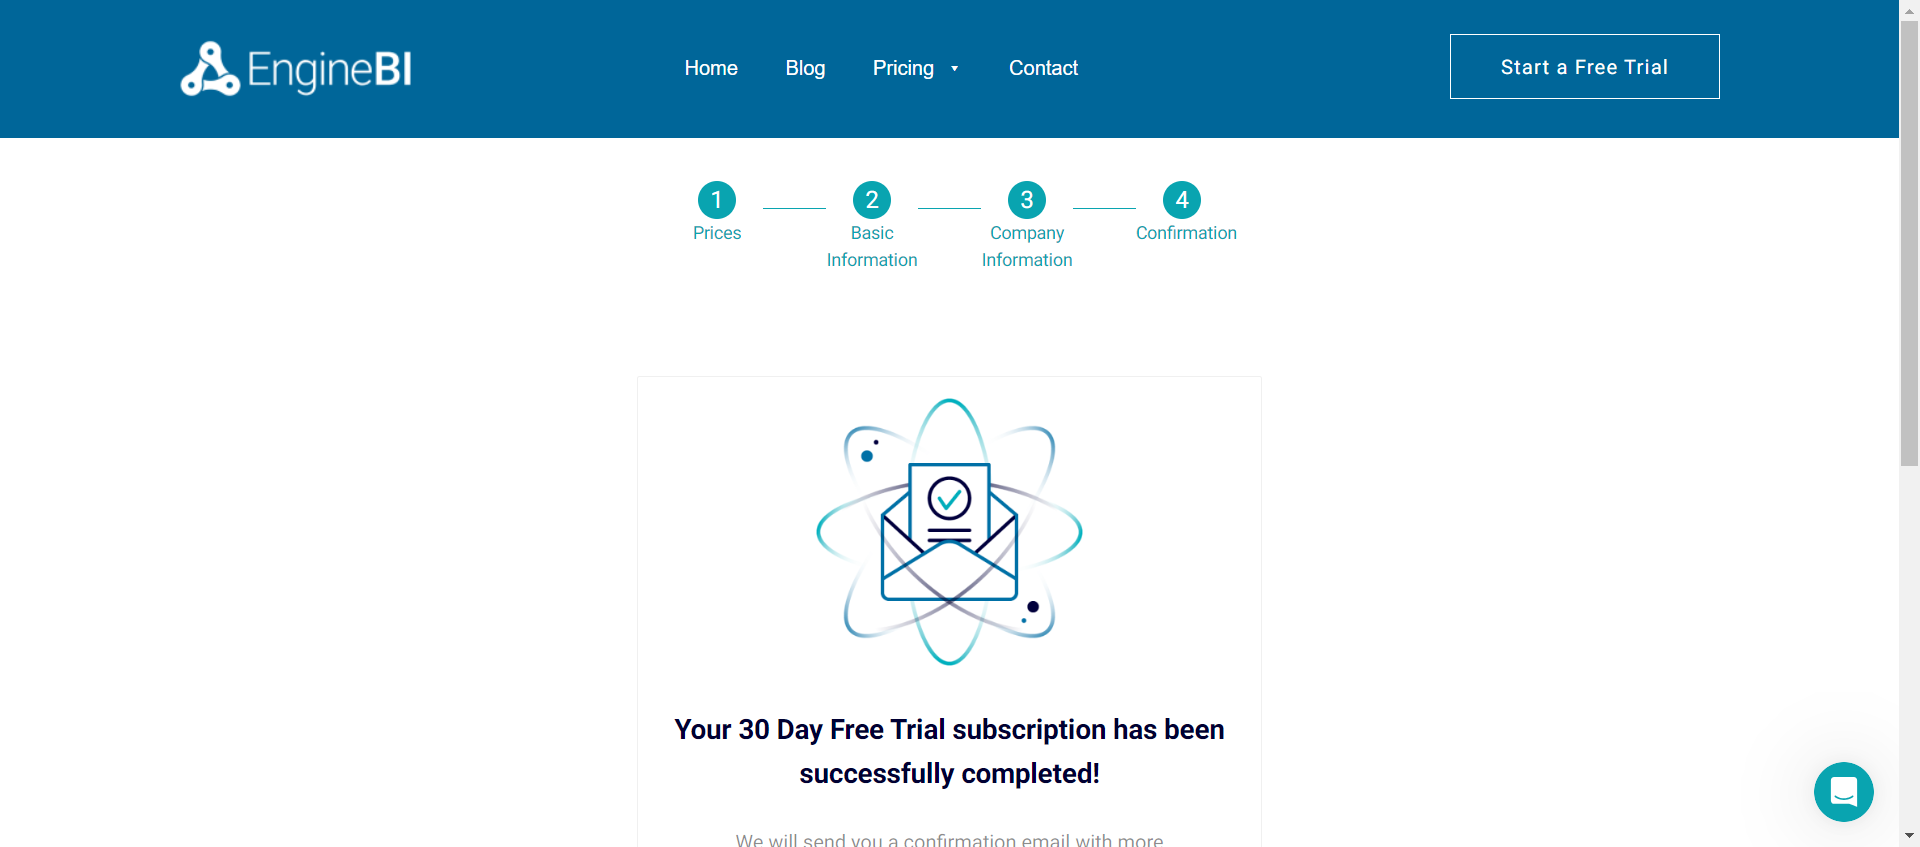 EngineBI
Home Blog Pricing Contact
Start a Free Trial
1 2 3 4
Prices Basic Information Company Information Confirmation
Your 30 Day Free Trial subscription has been
successfully completed!
We will send you a confirmation email with more